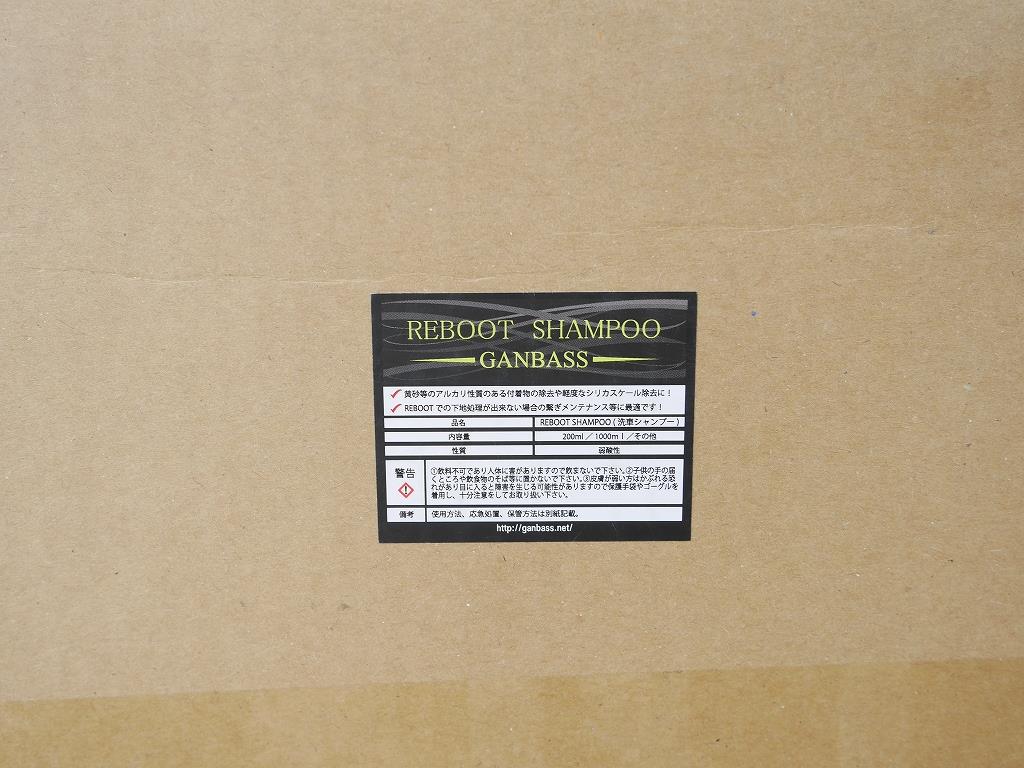 REBOOT SHAMPOO
GANBASS
黄砂等のアルカリ性質のある付着物の除去や軽度なシリカスケール除去に！
REBOOTでの下地処理が出来ない場合の繋ぎメンテナンス等に最適です！
品名 REBOOT SHAMPOO ( 洗車シャンプー )
内容量 200ml ／ 1000mｌ／その他
性質 弱酸性
警告
①飲料不可であり人体に害がありますので飲まないで下さい。②子供の手の届
くところや飲食物のそば等に置かないで下さい。③皮膚が弱い方はかぶれる恐
れがあり目に入ると障害を生じる可能性がありますので保護手袋やゴーグルを
着用し、十分注意をしてお取り扱い下さい。
備考 使用方法、応急処置、保管方法は別紙記載。
http://ganbass.net/